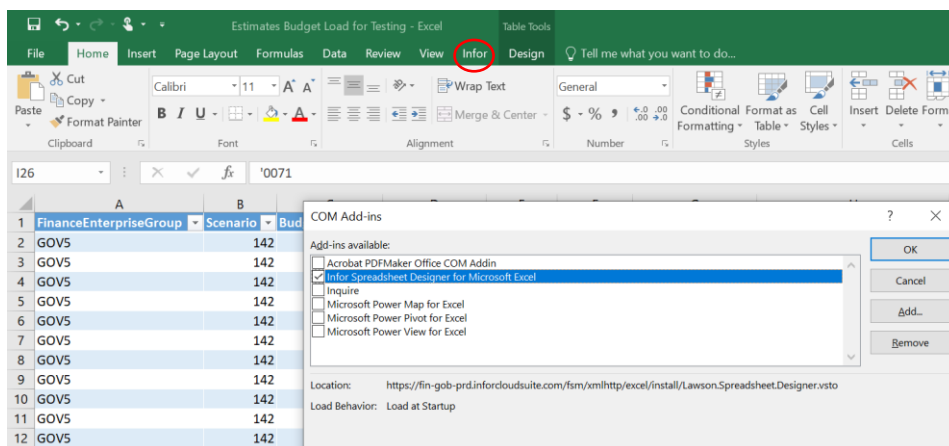 Estimates Budget Load for Testing - Excel Table Tools
File Home Insert Page Layout Formulas Data Review View Infor Design Tell me what you want to do...
Paste
Cut
Copy
Format Painter
Clipboard
Calibri 11 A A
B I U A
Font
Wrap Text
Merge & Center
Alignment
General
$ % , .0 .00 .00 .0
Number
Conditional Formatting
Format as Table
Cell Styles
Styles
Insert Delete Form
Cells
I26 fx '0071
A B
1 FinanceEnterpriseGroup Scenario Bud
2 GOV5 142
3 GOV5 142
4 GOV5 142
5 GOV5 142
6 GOV5 142
7 GOV5 142
8 GOV5 142
9 GOV5 142
10 GOV5 142
11 GOV5 142
12 GOV5 142
COM Add-ins ?
Add-ins available:
Acrobat PDFMaker Office COM Addin
Infor Spreadsheet Designer for Microsoft Excel
Inquire
Microsoft Power Map for Excel
Microsoft Power Pivot for Excel
Microsoft Power View for Excel
OK
Cancel
Add...
Remove
Location: https://fin-gob-prd.inforcloudsuite.com/fsm/xmlhttp/excel/install/Lawson.Spreadsheet.Designer.vsto
Load Behavior: Load at Startup